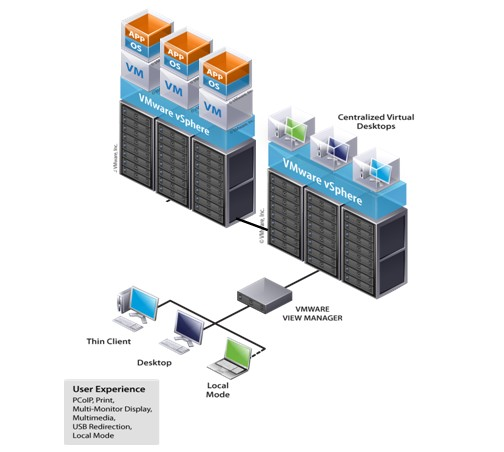 APP
OS
APP
OS
APP
OS
VM
VM
VM
VMware vSphere
Centralized Virtual
Desktops
VMware vSphere
VMware, Inc.
© VMware, Inc.
VMWARE
VIEW MANAGER
Thin Client
Desktop
Local
Mode
User Experience
PCoIP, Print,
Multi-Monitor Display,
Multimedia,
USB Redirection,
Local Mode